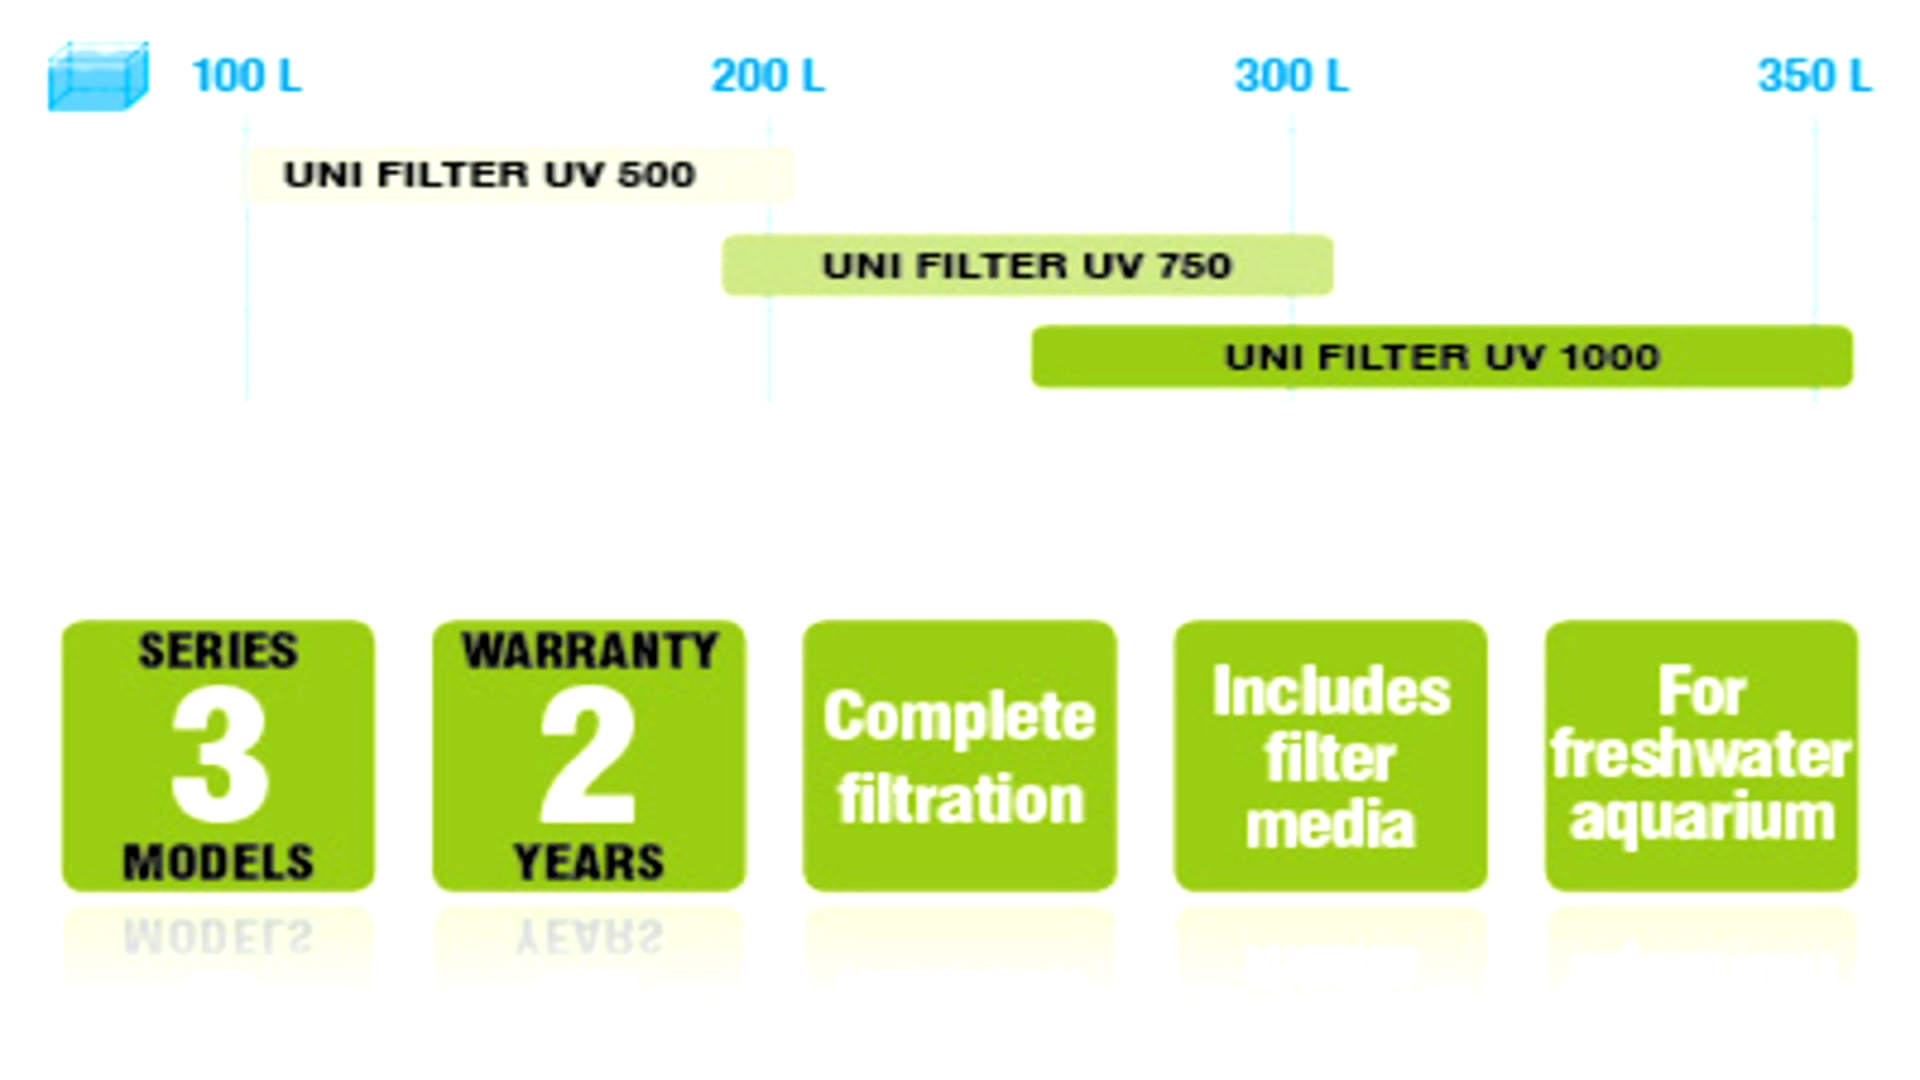 100 L 200 L 300 L 350 L
UNI FILTER UV 500
UNI FILTER UV 750
UNI FILTER UV 1000
SERIES
3
MODELS
WARRANTY
2
YEARS
Complete
filtration
Includes
filter
media
For
freshwater
aquarium